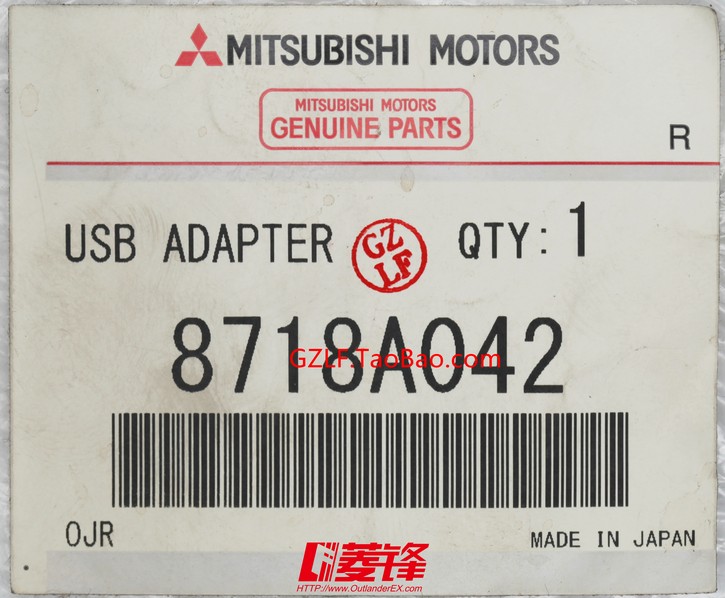 MITSUBISHI MOTORS
MITSUBISHI MOTORS
GENUINE PARTS
R
USB ADAPTER GZ LF QTY: 1
8718A042
GZLF.TaoBao.com
OJR
MADE IN JAPAN
菱锋
HTTP://www.OutlanderEX.com